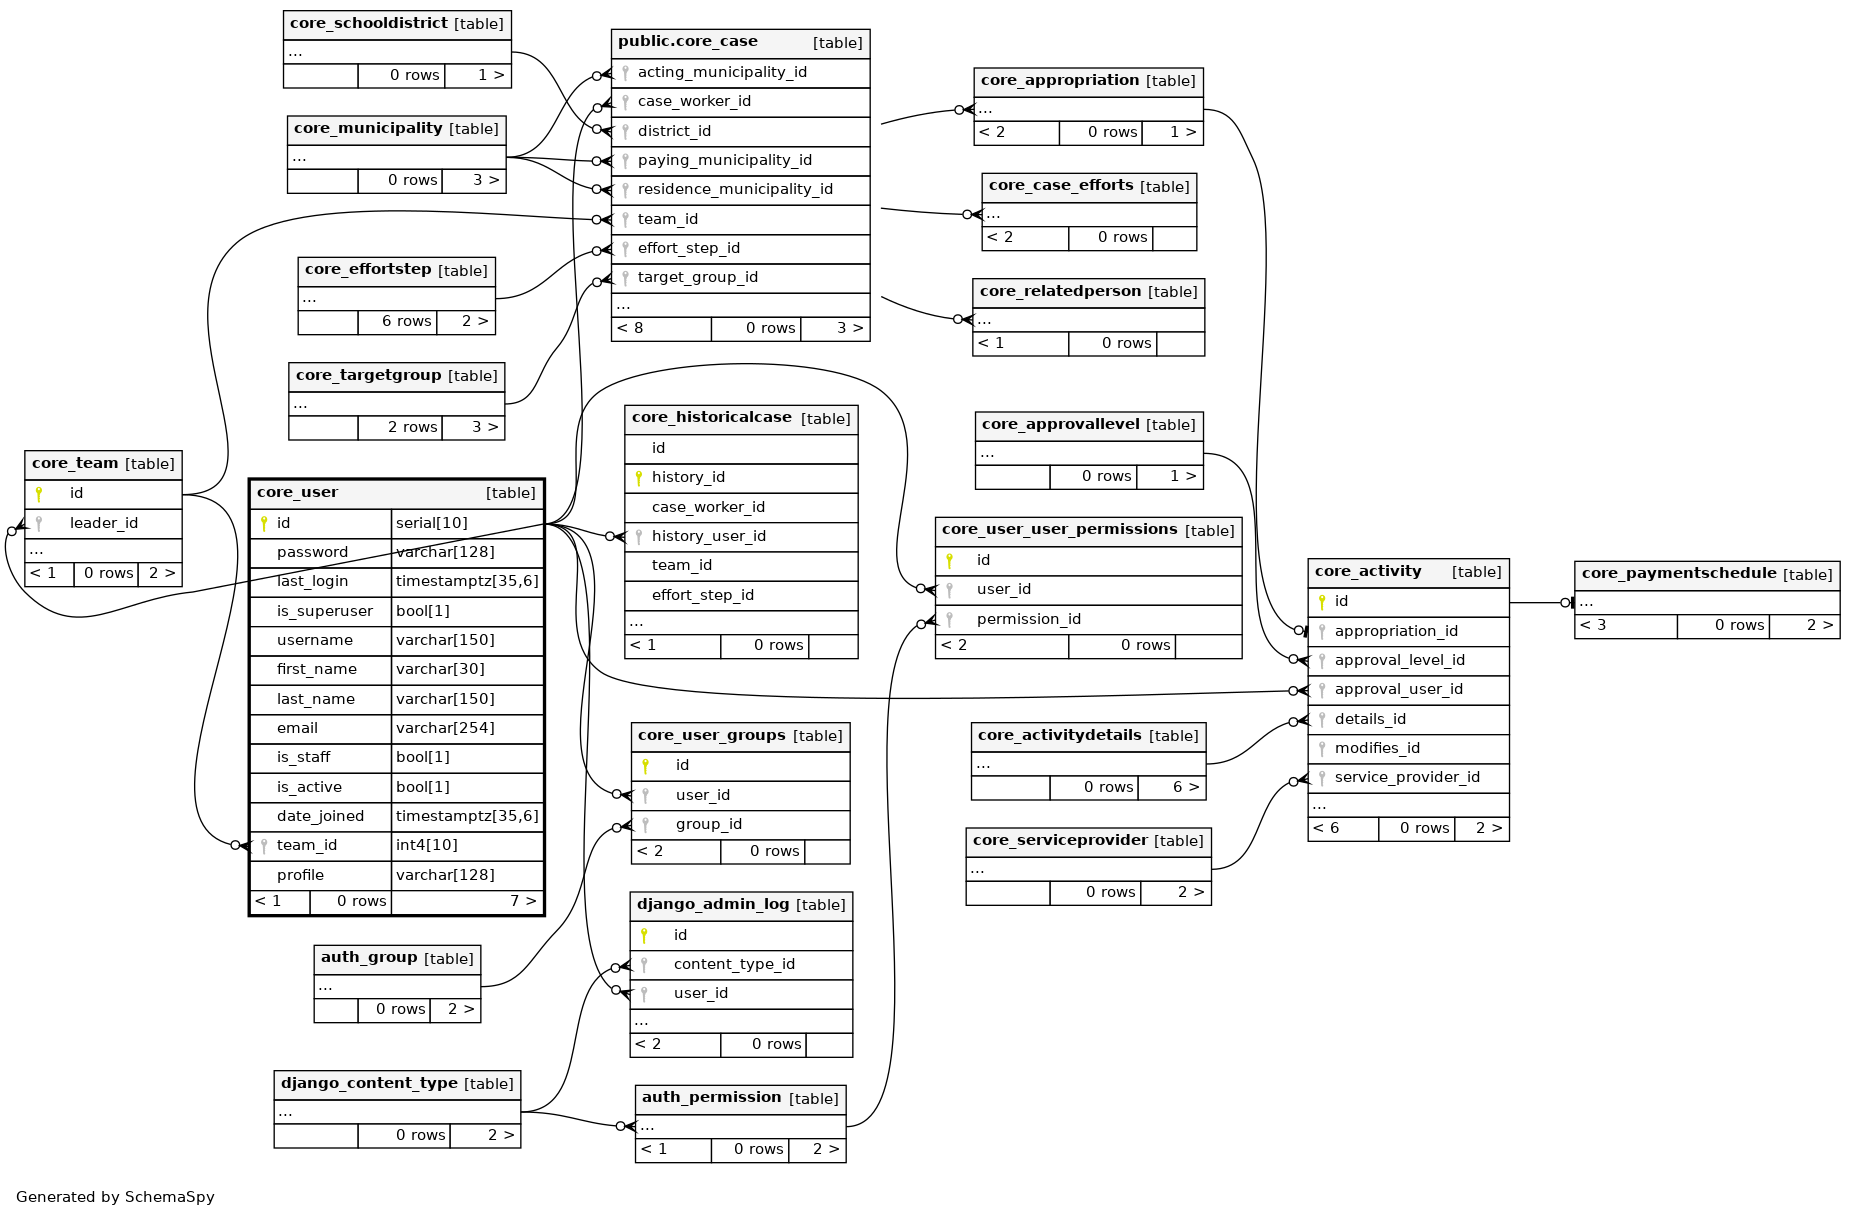 core_schooldistrict [table]
...
0 rows 1 >
core_municipality [table]
...
0 rows 3 >
core_effortstep [table]
...
6 rows 2 >
core_targetgroup [table]
...
2 rows 3 >
core_team [table]
id
leader_id
...
< 1 0 rows 2 >
core_user [table]
id serial[10]
password varchar[128]
last_login timestamptz[35,6]
is_superuser bool[1]
username varchar[150]
first_name varchar[30]
last_name varchar[150]
email varchar[254]
is_staff bool[1]
is_active bool[1]
date_joined timestamptz[35,6]
team_id int4[10]
profile varchar[128]
< 1 0 rows 7 >
auth_group [table]
...
0 rows 2 >
django_content_type [table]
...
0 rows 2 >
public.core_case [table]
acting_municipality_id
case_worker_id
district_id
paying_municipality_id
residence_municipality_id
team_id
effort_step_id
target_group_id
...
< 8 0 rows 3 >
core_historicalcase [table]
id
history_id
case_worker_id
history_user_id
team_id
effort_step_id
...
< 1 0 rows
core_user_groups [table]
id
user_id
group_id
< 2 0 rows
django_admin_log [table]
id
content_type_id
user_id
...
< 2 0 rows
auth_permission [table]
...
< 1 0 rows 2 >
core_appropriation [table]
...
< 2 0 rows 1 >
core_case_efforts [table]
...
< 2 0 rows
core_relatedperson [table]
...
< 1 0 rows
core_approvallevel [table]
...
0 rows 1 >
core_user_user_permissions [table]
id
user_id
permission_id
< 2 0 rows
core_activitydetails [table]
...
0 rows 6 >
core_serviceprovider [table]
...
0 rows 2 >
core_activity [table]
id
appropriation_id
approval_level_id
approval_user_id
details_id
modifies_id
service_provider_id
...
< 6 0 rows 2 >
core_paymentschedule [table]
...
< 3 0 rows 2 >
Generated by SchemaSpy